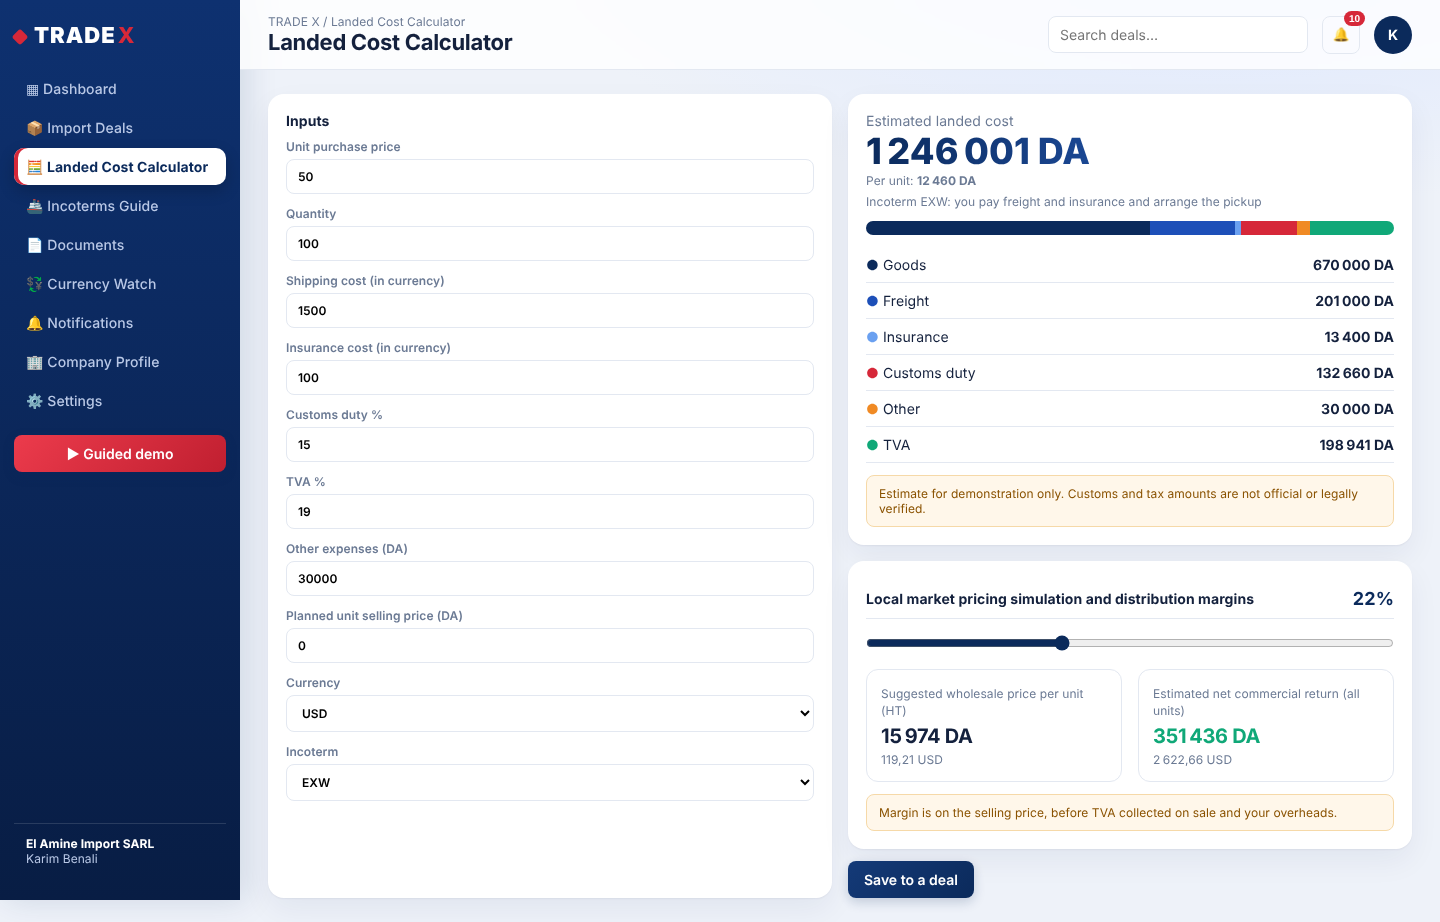 TRADE X
Dashboard
Import Deals
Landed Cost Calculator
Incoterms Guide
Documents
Currency Watch
Notifications
Company Profile
Settings
▶ Guided demo
El Amine Import SARL
Karim Benali
TRADE X / Landed Cost Calculator
Landed Cost Calculator
Search deals...
10
K
Inputs
Unit purchase price
50
Quantity
100
Shipping cost (in currency)
1500
Insurance cost (in currency)
100
Customs duty %
15
TVA %
19
Other expenses (DA)
30000
Planned unit selling price (DA)
0
Currency
USD
Incoterm
EXW
Estimated landed cost
1 246 001 DA
Per unit: 12 460 DA
Incoterm EXW: you pay freight and insurance and arrange the pickup
Goods 670 000 DA
Freight 201 000 DA
Insurance 13 400 DA
Customs duty 132 660 DA
Other 30 000 DA
TVA 198 941 DA
Estimate for demonstration only. Customs and tax amounts are not official or legally
verified.
Local market pricing simulation and distribution margins 22%
Suggested wholesale price per unit
(HT)
15 974 DA
119,21 USD
Estimated net commercial return (all
units)
351 436 DA
2 622,66 USD
Margin is on the selling price, before TVA collected on sale and your overheads.
Save to a deal